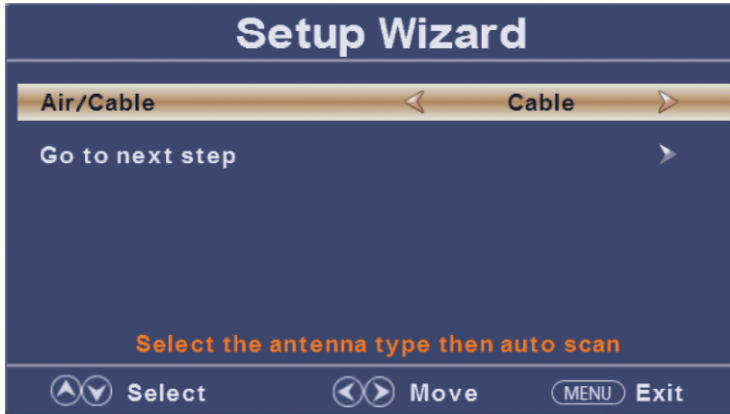 Setup Wizard
Air/Cable Cable
Go to next step
Select the antenna type then auto scan
Select Move MENU Exit